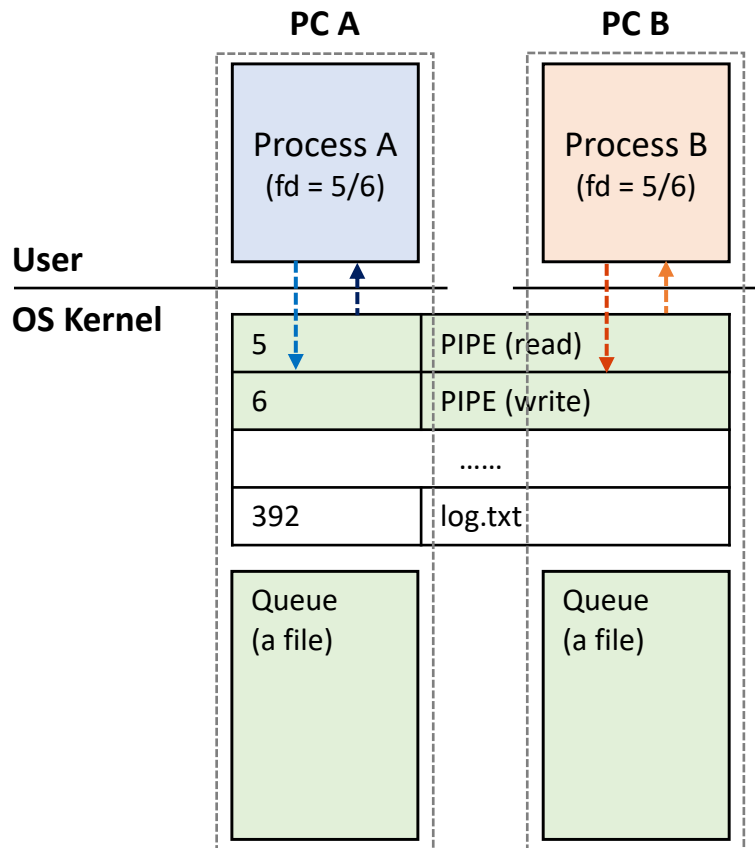 PC A
PC B
Process A
(fd = 5/6)
Process B
(fd = 5/6)
User
OS Kernel
5 PIPE (read)
6 PIPE (write)
......
392 log.txt
Queue
(a file)
Queue
(a file)